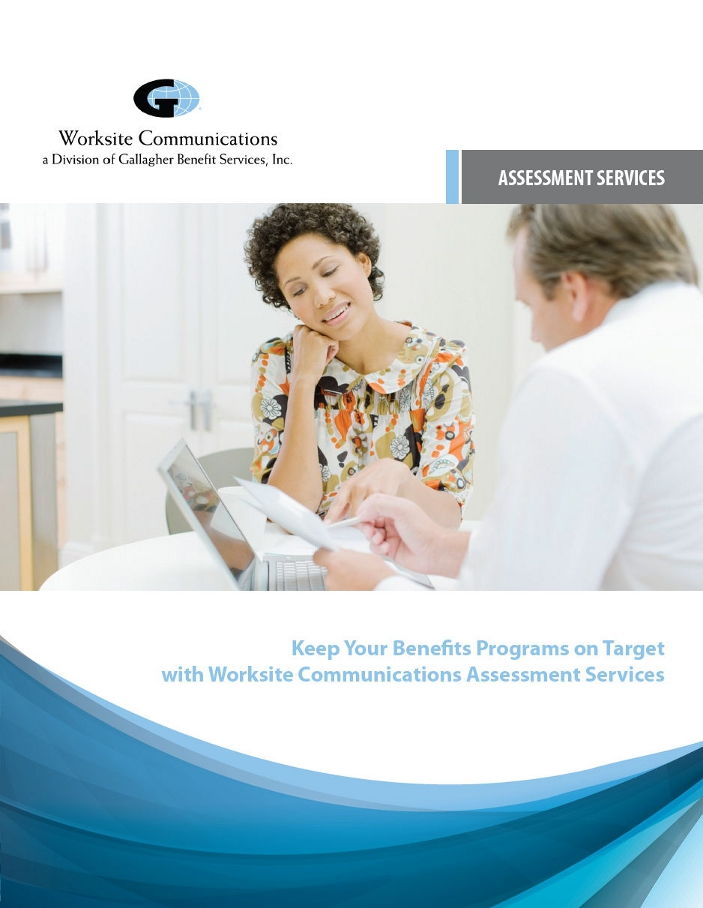 Worksite Communications
a Division of Gallagher Benefit Services, Inc.
ASSESSMENT SERVICES
Keep Your Benefits Programs on Target
with Worksite Communications Assessment Services